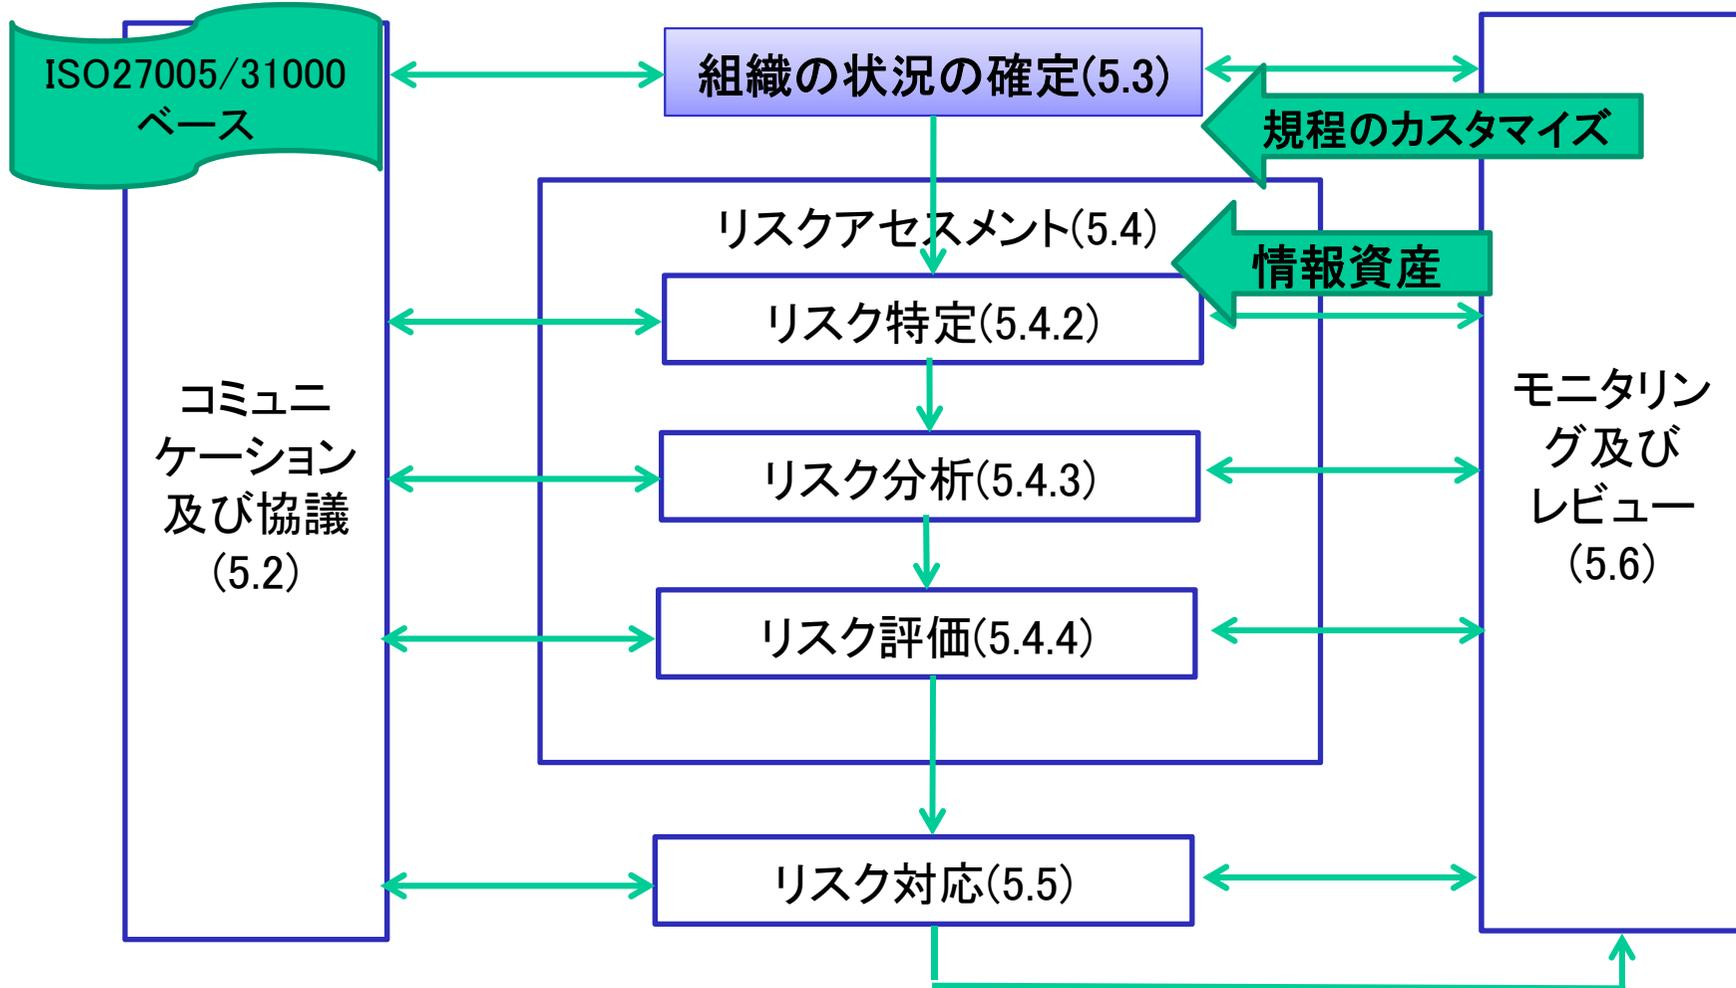 ISO27005/31000
ベース
組織の状況の確定(5.3)
規程のカスタマイズ
リスクアセスメント(5.4)
情報資産
リスク特定(5.4.2)
コミュニ
ケーション
及び協議
(5.2)
モニタリン
グ及び
レビュー
(5.6)
リスク分析(5.4.3)
リスク評価(5.4.4)
リスク対応(5.5)